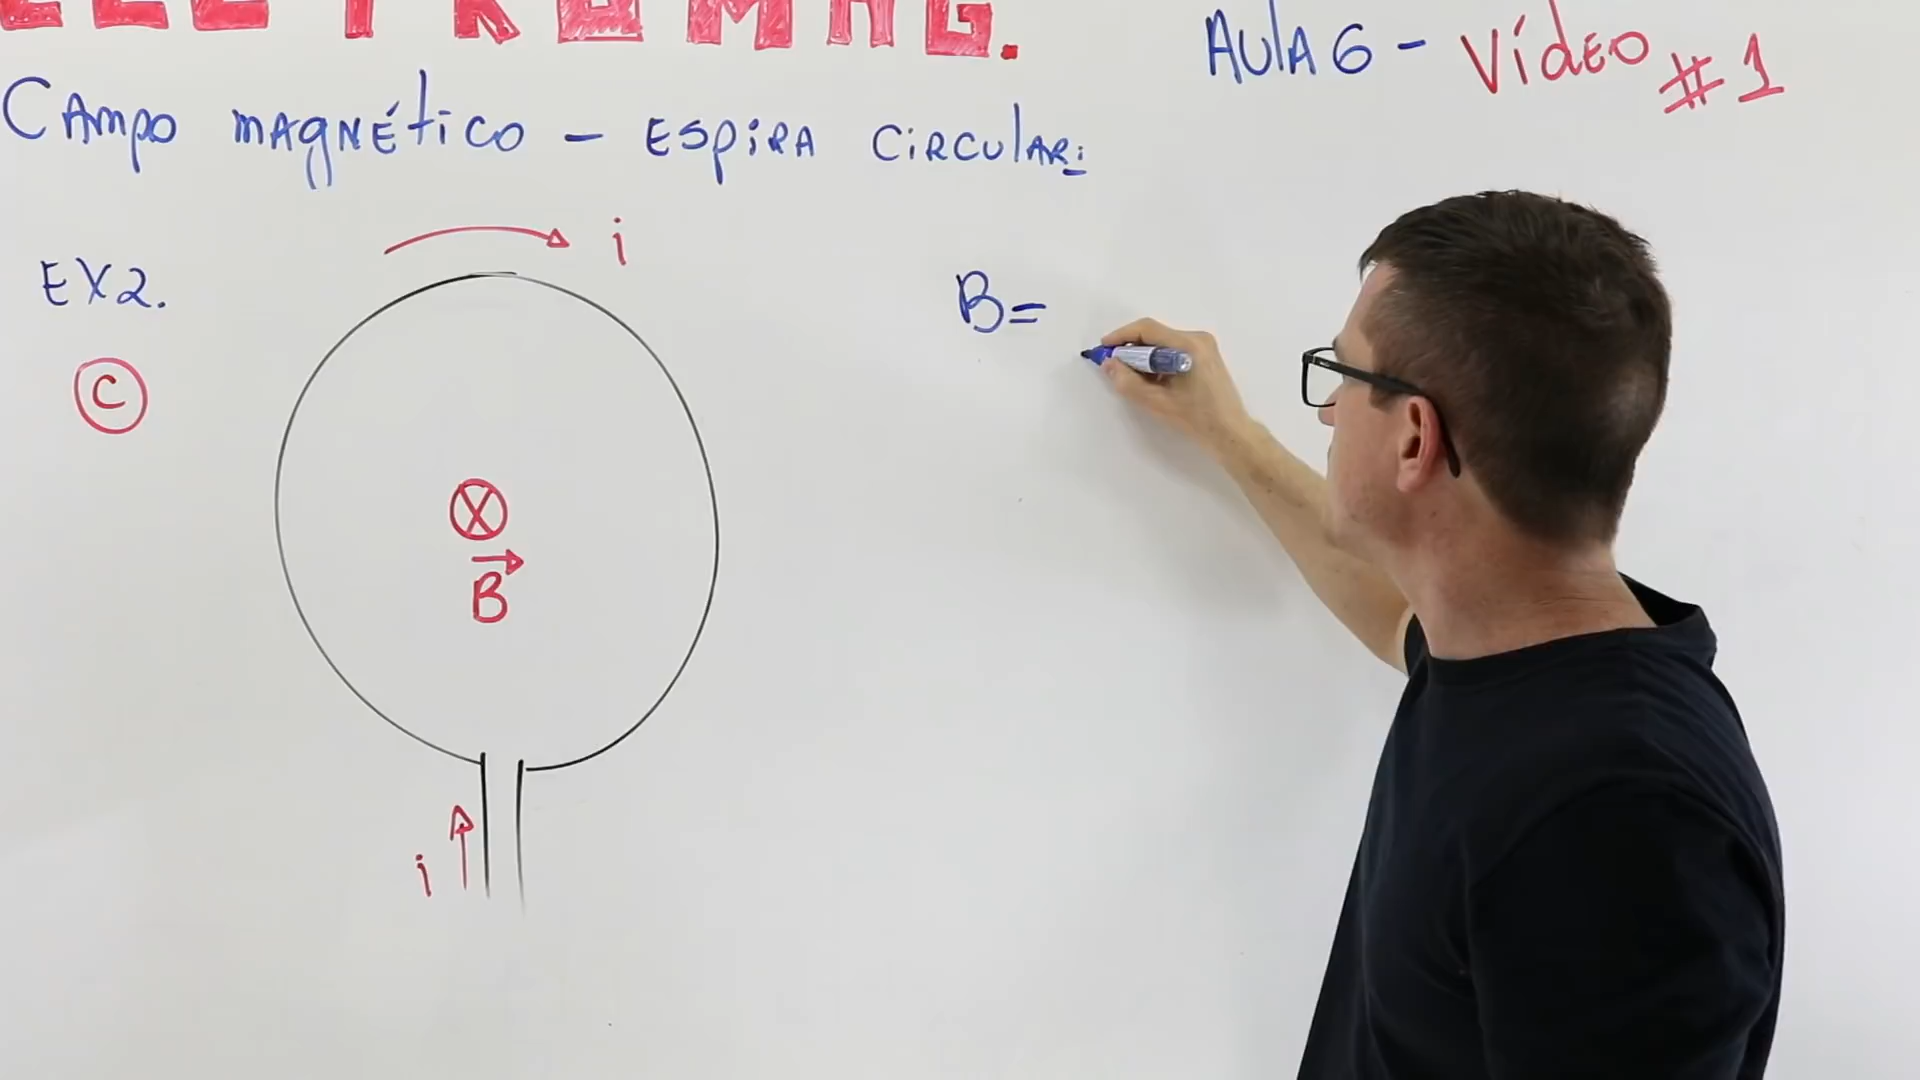 ELETROMAG.
AULA 6 - Vídeo #1
Campo magnético - Espira Circular:
i
EX2.
B=
C
X
B
i